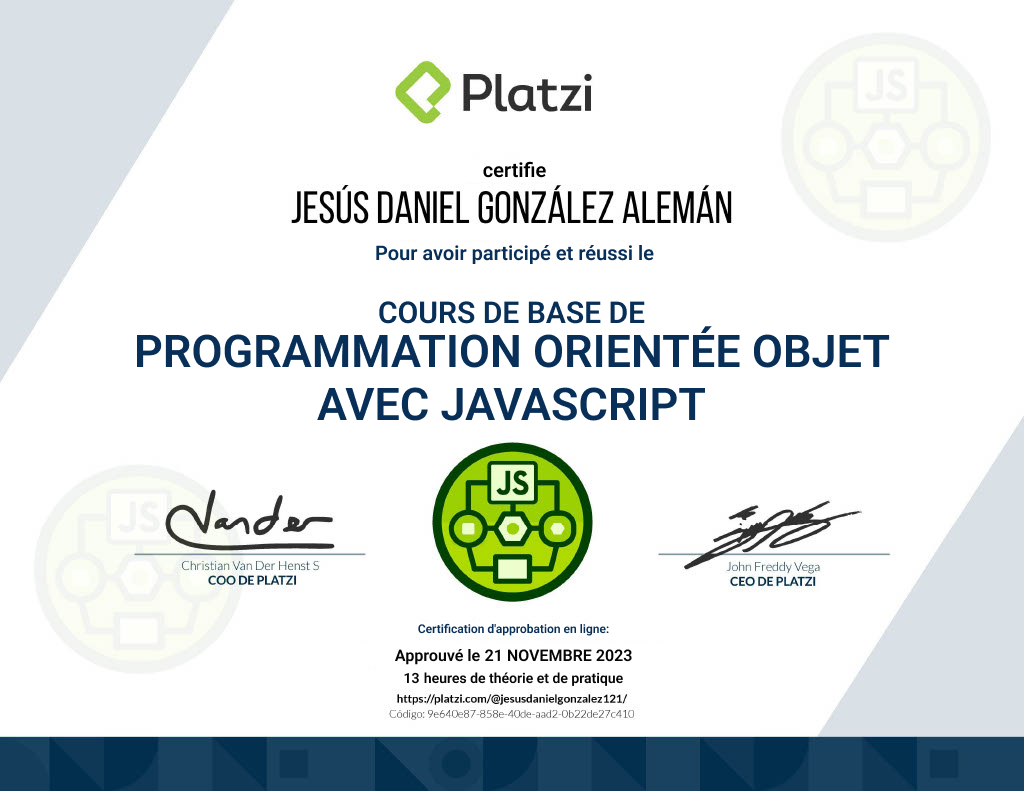 Platzi
certifie
JESÚS DANIEL GONZÁLEZ ALEMÁN
Pour avoir participé et réussi le
COURS DE BASE DE
PROGRAMMATION ORIENTÉE OBJET
AVEC JAVASCRIPT
JS
JS
JS
Vander
Christian Van Der Henst S
COO DE PLATZI
John Freddy Vega
CEO DE PLATZI
Certification d'approbation en ligne:
Approuvé le 21 NOVEMBRE 2023
13 heures de théorie et de pratique
https://platzi.com/@jesusdanielgonzalez121/
Código: 9e640e87-858e-40de-aad2-0b22de27c410